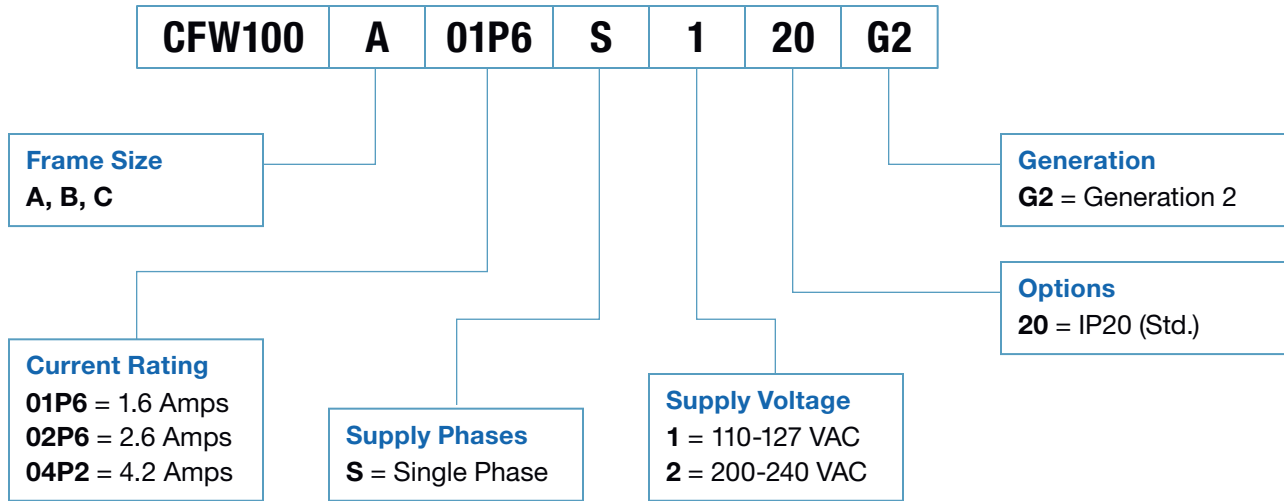 CFW100 A 01P6 S 1 20 G2
Frame Size
A, B, C
Generation
G2 = Generation 2
Options
20 = IP20 (Std.)
Current Rating
01P6 = 1.6 Amps
02P6 = 2.6 Amps
04P2 = 4.2 Amps
Supply Phases
S = Single Phase
Supply Voltage
1 = 110-127 VAC
2 = 200-240 VAC